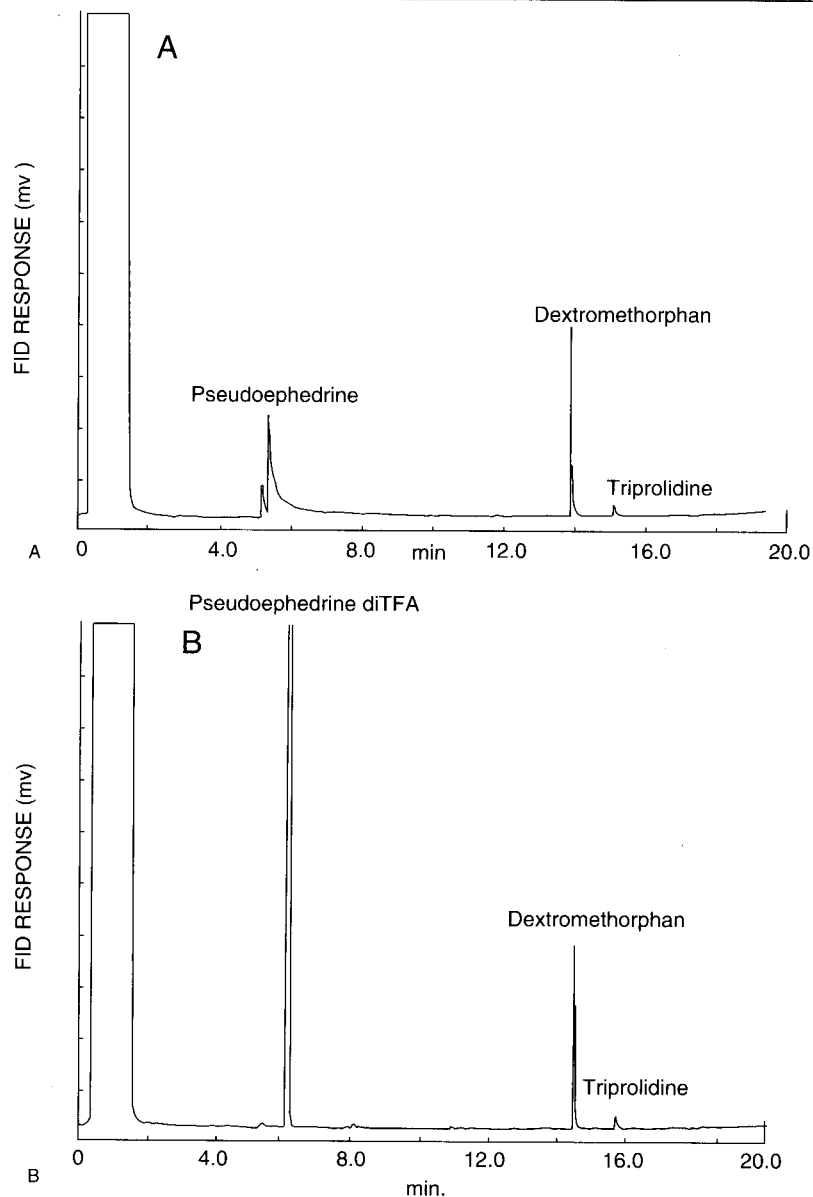 A
FID RESPONSE (mv )
Dextromethorphan
Pseudoephedrine
Triprolidine
A
0 4.0 8.0 min 12.0 16.0 20.0
Pseudoephedrine diTFA
B
FID RESPONSE (mv)
Dextromethorphan
Triprolidine
0 4.0 8.0 12.0 16.0 20.0
B
min.